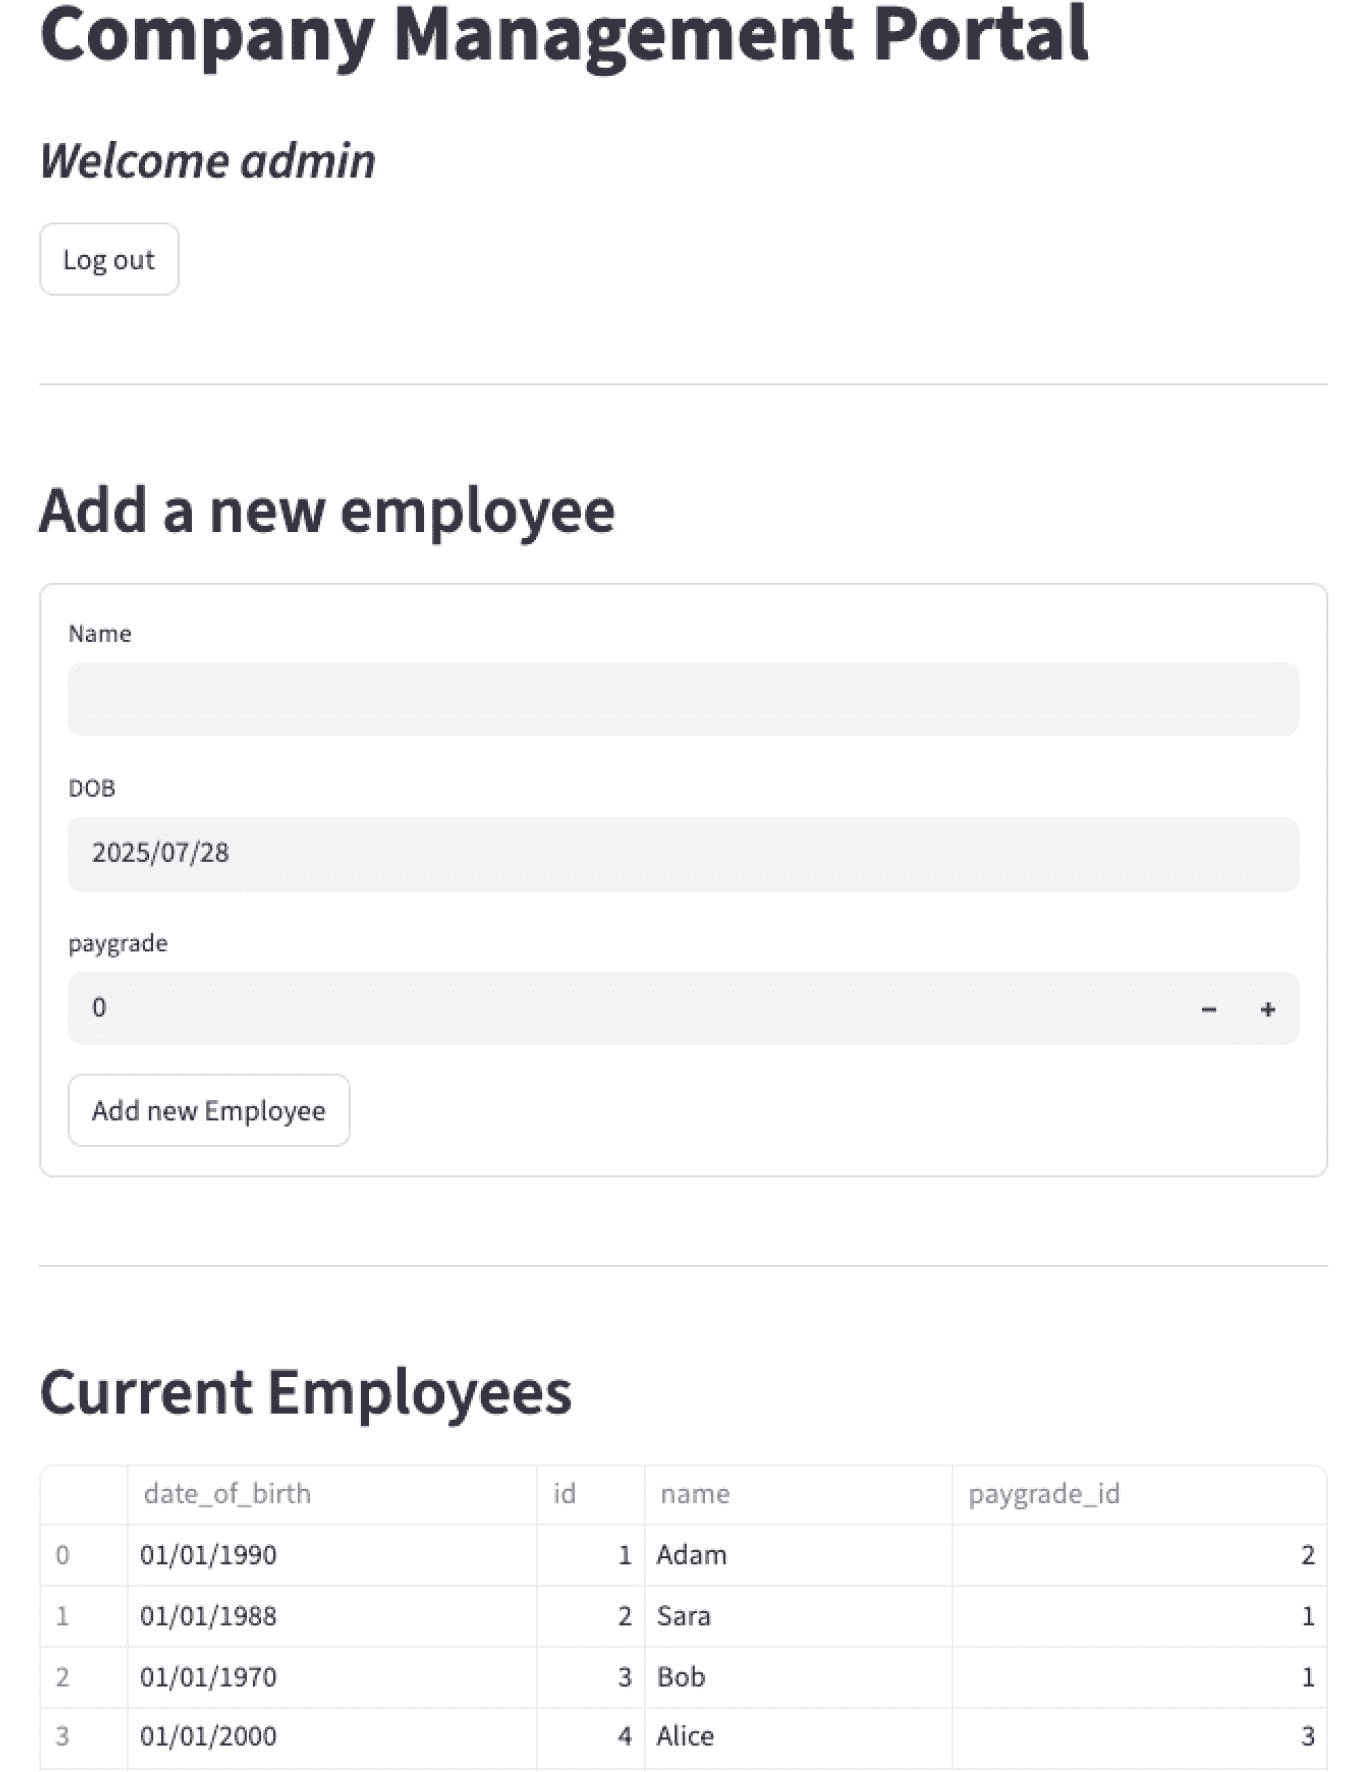 Company Management Portal
Welcome admin
Log out
Add a new employee
Name
DOB
2025/07/28
paygrade
0 − +
Add new Employee
Current Employees
date_of_birth id name paygrade_id
0 01/01/1990 1 Adam 2
1 01/01/1988 2 Sara 1
2 01/01/1970 3 Bob 1
3 01/01/2000 4 Alice 3